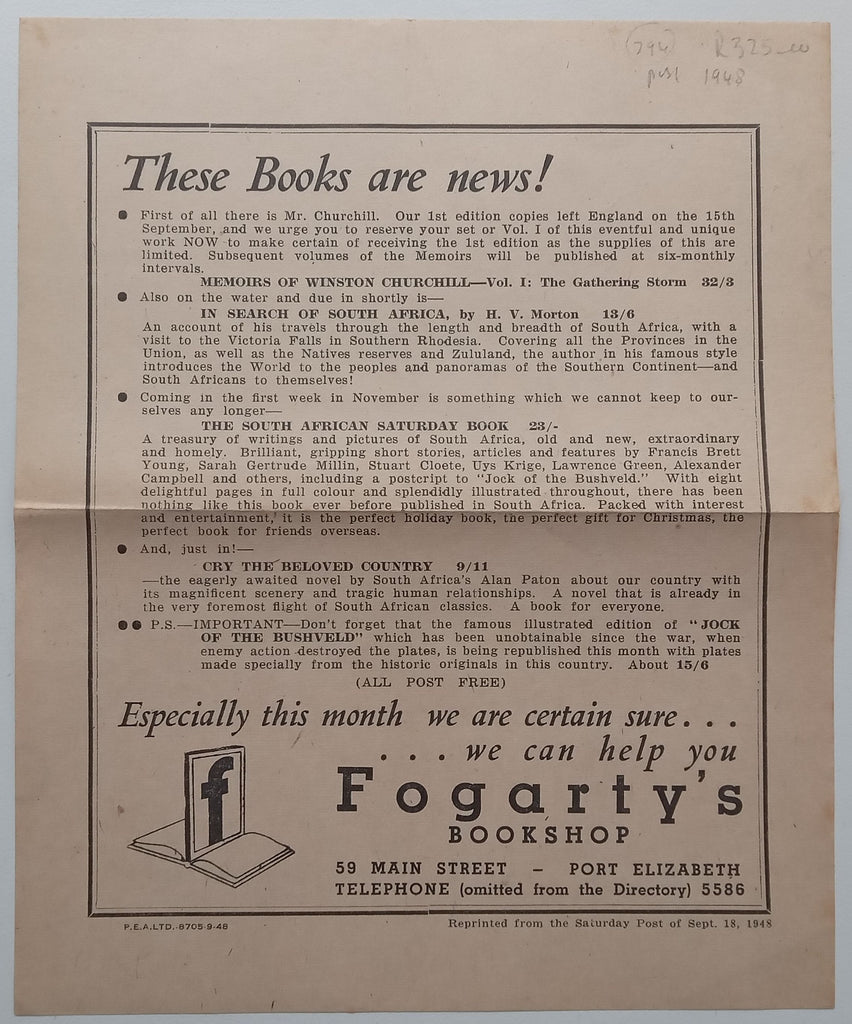 (794) R325-00
post 1948
These Books are news!
● First of all there is Mr. Churchill. Our 1st edition copies left England on the 15th
September, and we urge you to reserve your set or Vol. I of this eventful and unique
work NOW to make certain of receiving the 1st edition as the supplies of this are
limited. Subsequent volumes of the Memoirs will be published at six-monthly
intervals.
MEMOIRS OF WINSTON CHURCHILL—Vol. I: The Gathering Storm 32/3
● Also on the water and due in shortly is—
IN SEARCH OF SOUTH AFRICA, by H. V. Morton 13/6
An account of his travels through the length and breadth of South Africa, with a
visit to the Victoria Falls in Southern Rhodesia. Covering all the Provinces in the
Union, as well as the Natives reserves and Zululand, the author in his famous style
introduces the World to the peoples and panoramas of the Southern Continent—and
South Africans to themselves!
● Coming in the first week in November is something which we cannot keep to our-
selves any longer—
THE SOUTH AFRICAN SATURDAY BOOK 23/-
A treasury of writings and pictures of South Africa, old and new, extraordinary
and homely. Brilliant, gripping short stories, articles and features by Francis Brett
Young, Sarah Gertrude Millin, Stuart Cloete, Uys Krige, Lawrence Green, Alexander
Campbell and others, including a postcript to "Jock of the Bushveld." With eight
delightful pages in full colour and splendidly illustrated throughout, there has been
nothing like this book ever before published in South Africa. Packed with interest
and entertainment, it is the perfect holiday book, the perfect gift for Christmas, the
perfect book for friends overseas.
● And, just in!—
CRY THE BELOVED COUNTRY 9/11
—the eagerly awaited novel by South Africa's Alan Paton about our country with
its magnificent scenery and tragic human relationships. A novel that is already in
the very foremost flight of South African classics. A book for everyone.
●● P.S.—IMPORTANT—Don't forget that the famous illustrated edition of "JOCK
OF THE BUSHVELD" which has been unobtainable since the war, when
enemy action destroyed the plates, is being republished this month with plates
made specially from the historic originals in this country. About 15/6
(ALL POST FREE)
Especially this month we are certain sure. . .
. . . we can help you
f
Fogarty's
BOOKSHOP
59 MAIN STREET – PORT ELIZABETH
TELEPHONE (omitted from the Directory) 5586
P.E.A.LTD.-8705-9-48
Reprinted from the Saturday Post of Sept. 18, 1948